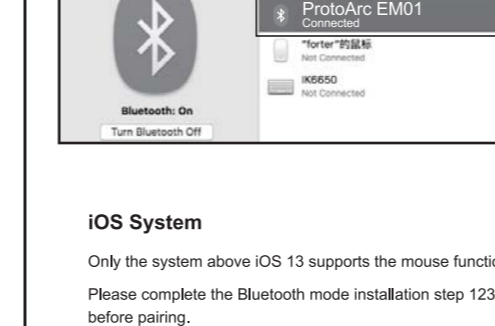 ProtoArc EM01
Connected
"forter"的鼠标
Not Connected
IK6650
Not Connected
Bluetooth: On
Turn Bluetooth Off
iOS System
Only the system above iOS 13 supports the mouse functio
Please complete the Bluetooth mode installation step 123
before pairing.